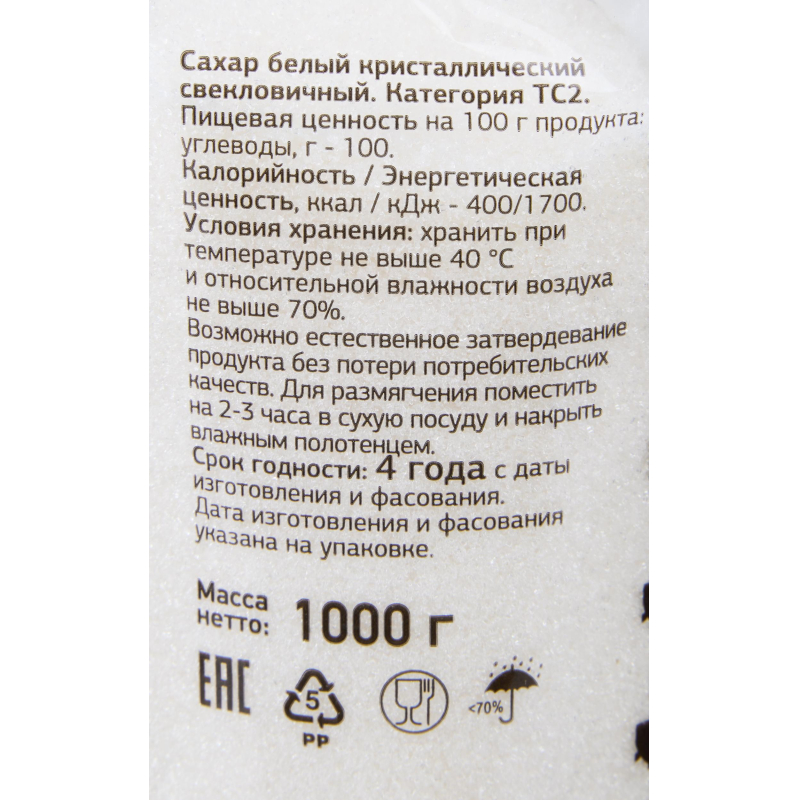 Сахар белый кристаллический
свекловичный. Категория ТС2.
Пищевая ценность на 100 г продукта:
углеводы, г - 100.
Калорийность / Энергетическая
ценность, ккал / кДж - 400/1700.
Условия хранения: хранить при
температуре не выше 40 °C
и относительной влажности воздуха
не выше 70%.
Возможно естественное затвердевание
продукта без потери потребительских
качеств. Для размягчения поместить
на 2-3 часа в сухую посуду и накрыть
влажным полотенцем.
Срок годности: 4 года с даты
изготовления и фасования.
Дата изготовления и фасования
указана на упаковке.
Масса
нетто: 1000 г
ЕАС
5
PP
<70%